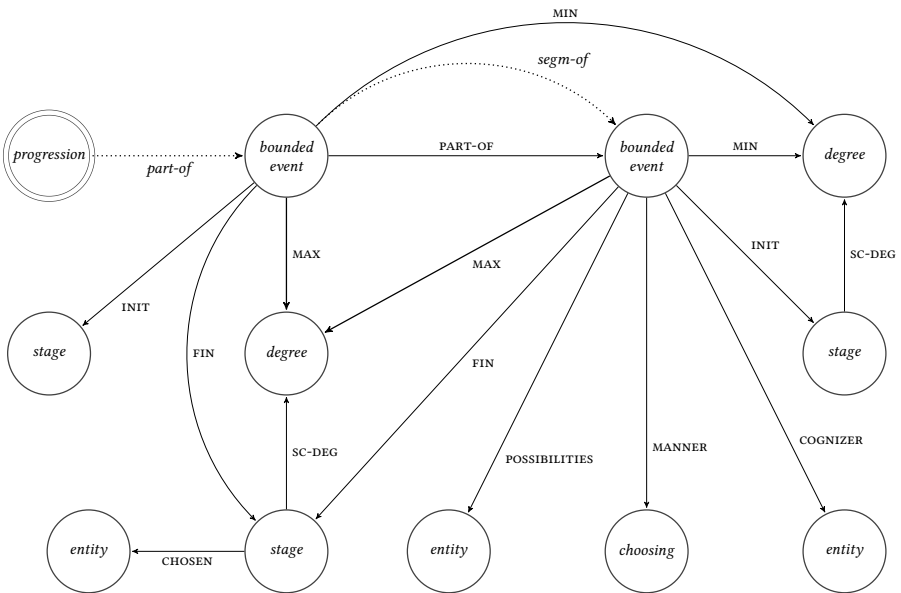 MIN
segm-of
progression
part-of
bounded
event
PART-OF
bounded
event
MIN
degree
INIT
SC-DEG
MAX
MAX
INIT
stage
FIN
degree
FIN
stage
SC-DEG
POSSIBILITIES
MANNER
COGNIZER
entity
CHOSEN
stage
entity
choosing
entity